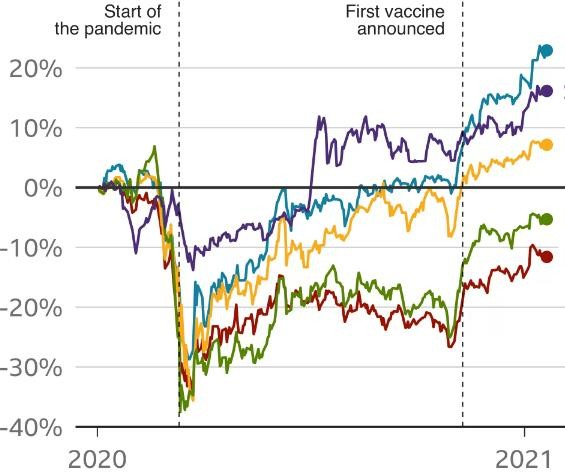 Start of
the pandemic
First vaccine
announced
20%
10%
0%
-10%
-20%
-30%
-40%
2020
2021